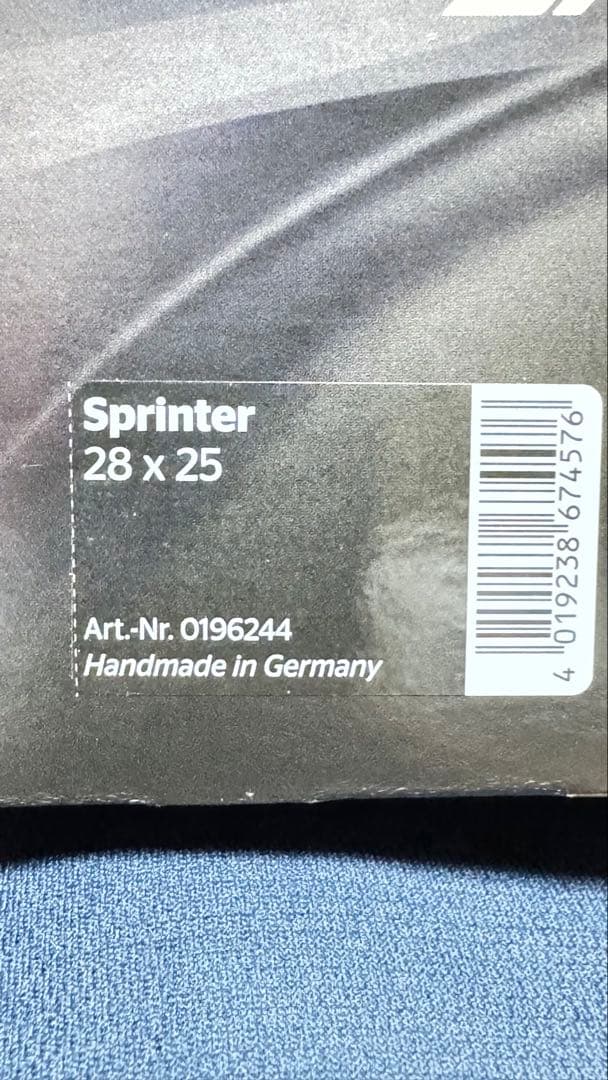 Sprinter
28 x 25
Art.-Nr. 0196244
Handmade in Germany
4 019238 674576